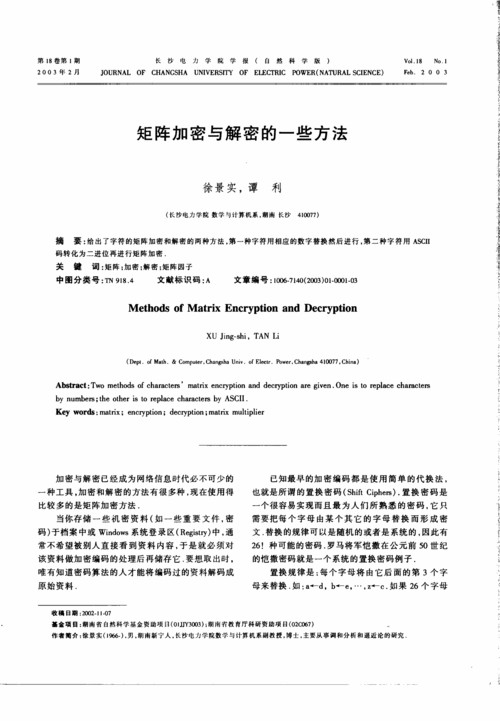 第18卷第1期 长沙电力学院学报(自然科学版) Vol.18 No.1
2003年2月 JOURNAL OF CHANGSHA UNIVERSITY OF ELECTRIC POWER(NATURAL SCIENCE) Feb. 2003
矩阵加密与解密的一些方法
徐景实,谭 利
(长沙电力学院 数学与计算机系,湖南 长沙 410077)
摘 要:给出了字符的矩阵加密和解密的两种方法,第一种字符用相应的数字替换然后进行,第二种字符用 ASCII
码转化为二进位再进行矩阵加密.
关 键 词:矩阵;加密;解密;矩阵因子
中图分类号:TN918.4 文献标识码:A 文章编号:1006-7140(2003)01-0001-03
Methods of Matrix Encryption and Decryption
XU Jing-shi, TAN Li
(Dept. of Math. & Computer,Changsha Univ. of Electr. Power,Changsha 410077,China)
Abstract:Two methods of characters' matrix encryption and decryption are given.One is to replace characters
by numbers;the other is to replace characters by ASCII.
Key words:matrix; encryption; decryption;matrix multiplier
加密与解密已经成为网络信息时代必不可少的
一种工具,加密和解密的方法有很多种,现在使用得
比较多的是矩阵加密方法.
当你存储一些机密资料(如一些重要文件,密
码)于档案中或 Windows 系统登录区(Registry)中,通
常不希望被别人直接看到资料内容,于是就必须对
该资料做加密编码的处理后再储存它.要想取出时,
唯有知道密码算法的人才能将编码过的资料解码成
原始资料.
已知最早的加密编码都是使用简单的代换法,
也就是所谓的置换密码(Shift Ciphers).置换密码是
一个很容易实现而且最为人们所熟悉的密码,它只
需要把每个字母由某个其它的字母替换而形成密
文.替换的规律可以是随机的或者是系统的,因此有
26!种可能的密码.罗马将军恺撒在公元前50世纪
的恺撒密码就是一个系统的置换密码例子.
置换规律是:每个字母将由它后面的第3个字
母来替换.如:a←d, b←e,…,z←c.如果26个字母
收稿日期:2002-11-07
基金项目:湖南省自然科学基金资助项目(01JJY3003);湖南省教育厅科研资助项目(02C067)
作者简介:徐景实(1966-),男,湖南新宁人,长沙电力学院数学与计算机系副教授,博士,主要从事调和分析和逼近论的研究.